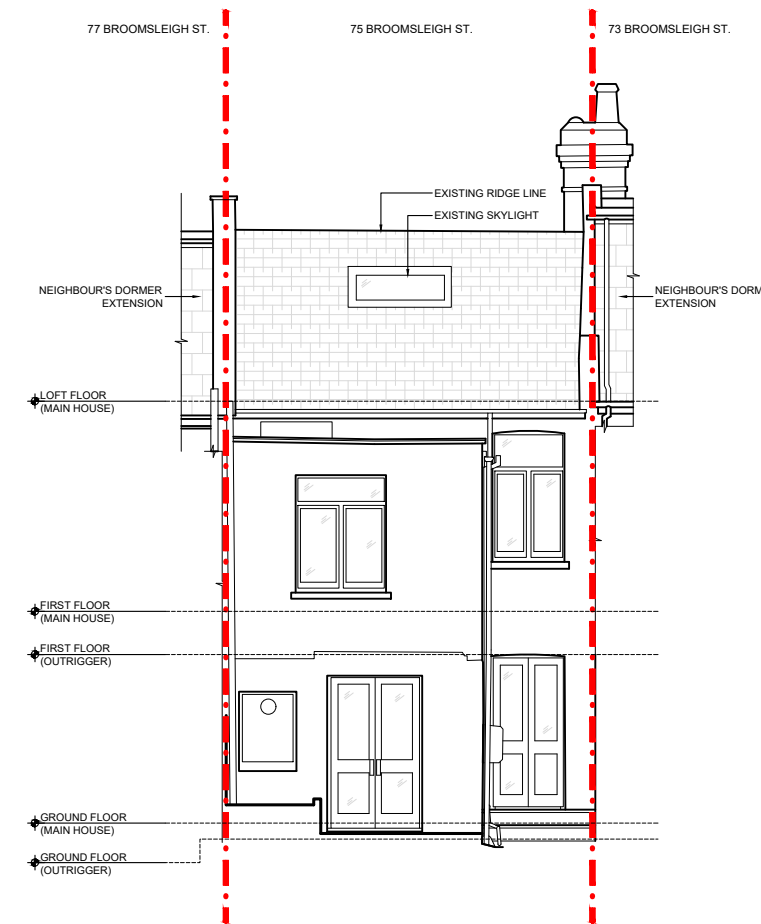 77 BROOMSLEIGH ST.
75 BROOMSLEIGH ST.
73 BROOMSLEIGH ST.
EXISTING RIDGE LINE
EXISTING SKYLIGHT
NEIGHBOUR'S DORMER
EXTENSION
NEIGHBOUR'S DORM
EXTENSION
LOFT FLOOR
(MAIN HOUSE)
FIRST FLOOR
(MAIN HOUSE)
FIRST FLOOR
(OUTRIGGER)
GROUND FLOOR
(MAIN HOUSE)
GROUND FLOOR
(OUTRIGGER)